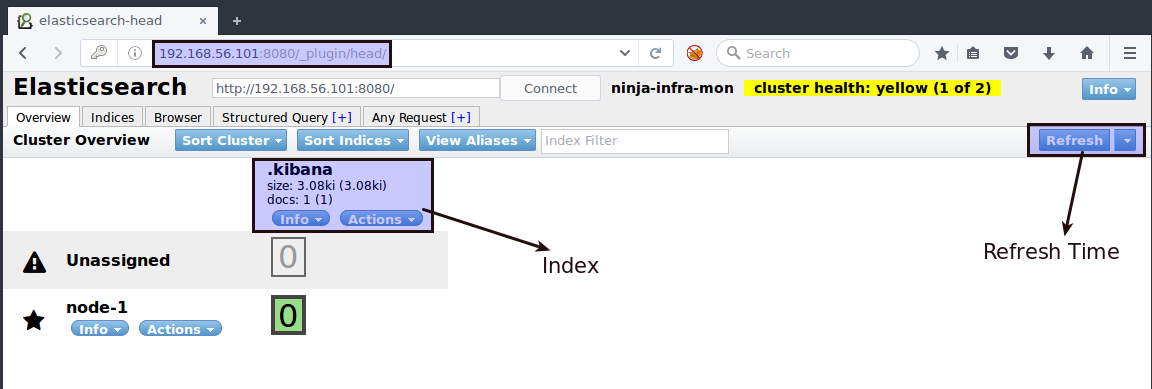 elasticsearch-head
192.168.56.101:8080/_plugin/head/
Search
Elasticsearch
http://192.168.56.101:8080/
Connect
ninja-infra-mon
cluster health: yellow (1 of 2)
Info
Overview
Indices
Browser
Structured Query [+]
Any Request [+]
Cluster Overview
Sort Cluster
Sort Indices
View Aliases
Index Filter
Refresh
.kibana
size: 3.08ki (3.08ki)
docs: 1 (1)
Info
Actions
Index
Refresh Time
Unassigned
0
node-1
0
Info
Actions